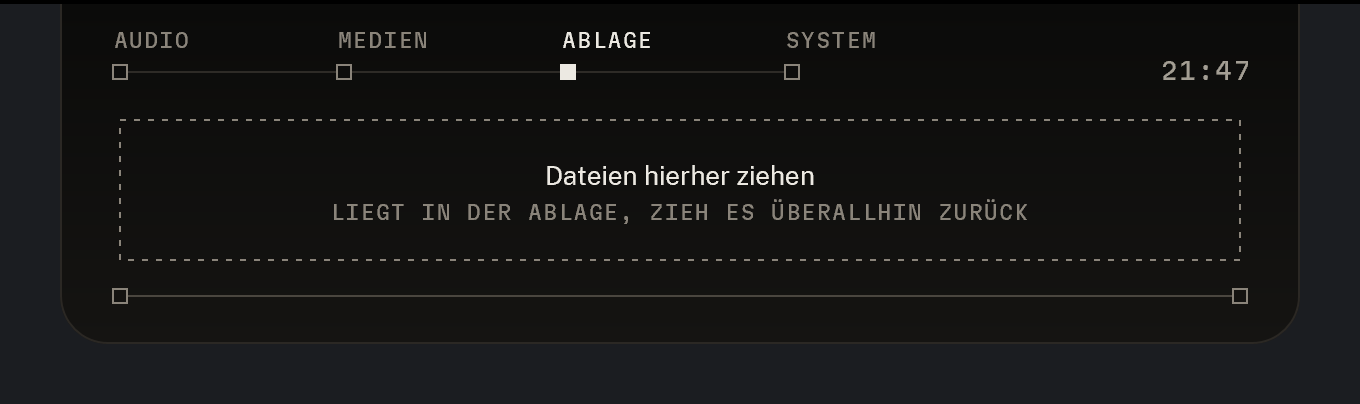 AUDIO MEDIEN ABLAGE SYSTEM
21:47
Dateien hierher ziehen
LIEGT IN DER ABLAGE, ZIEH ES ÜBERALLHIN ZURÜCK